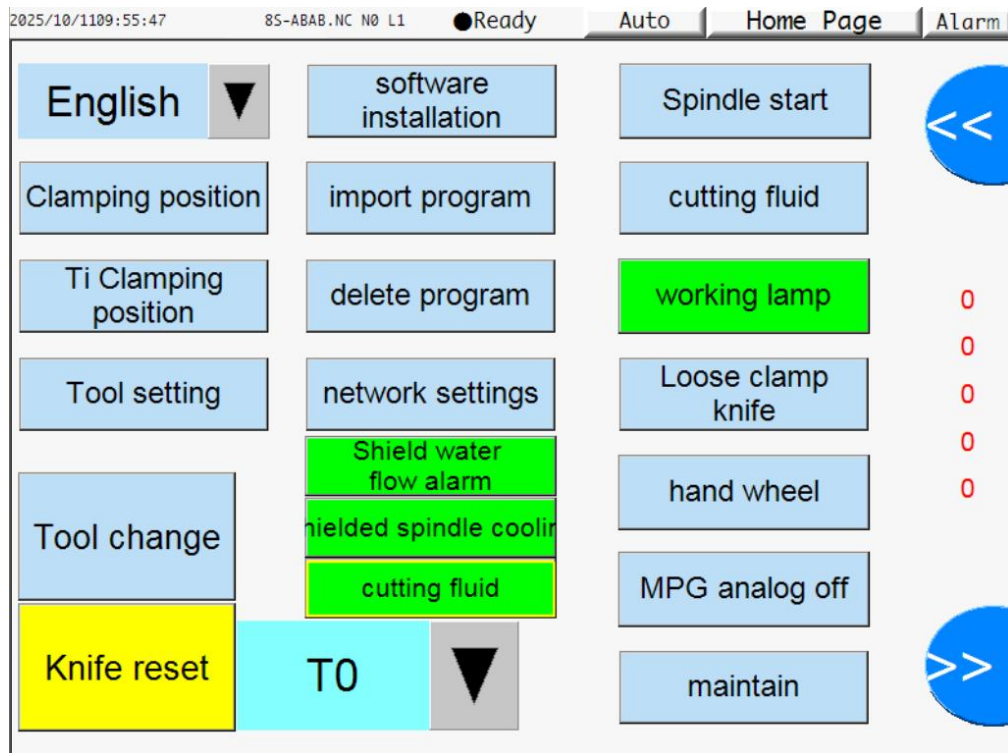 2025/10/1109:55:47 8S-ABAB.NC N0 L1 ●Ready Auto Home Page Alarm
English ▼
software
installation
Spindle start
<<
Clamping position
import program
cutting fluid
Ti Clamping
position
delete program
working lamp
0
0
Tool setting
network settings
Loose clamp
knife
0
Shield water
flow alarm
0
hand wheel
0
Tool change
hielded spindle coolin
cutting fluid
MPG analog off
Knife reset
T0 ▼
maintain
>>